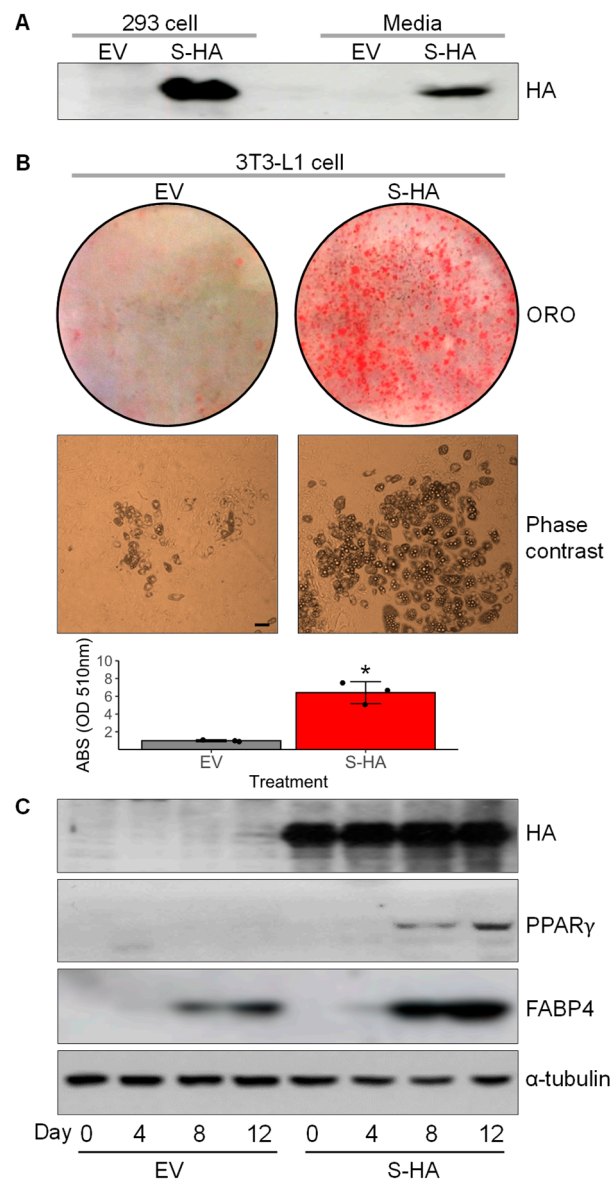 A
293 cell
Media
EV
S-HA
EV
S-HA
HA
B
3T3-L1 cell
EV
S-HA
ORO
Phase
contrast
ABS (OD 510nm)
10
8
6
4
2
*
EV
S-HA
Treatment
C
HA
PPARγ
FABP4
α-tubulin
Day 0 4 8 12 0 4 8 12
EV
S-HA